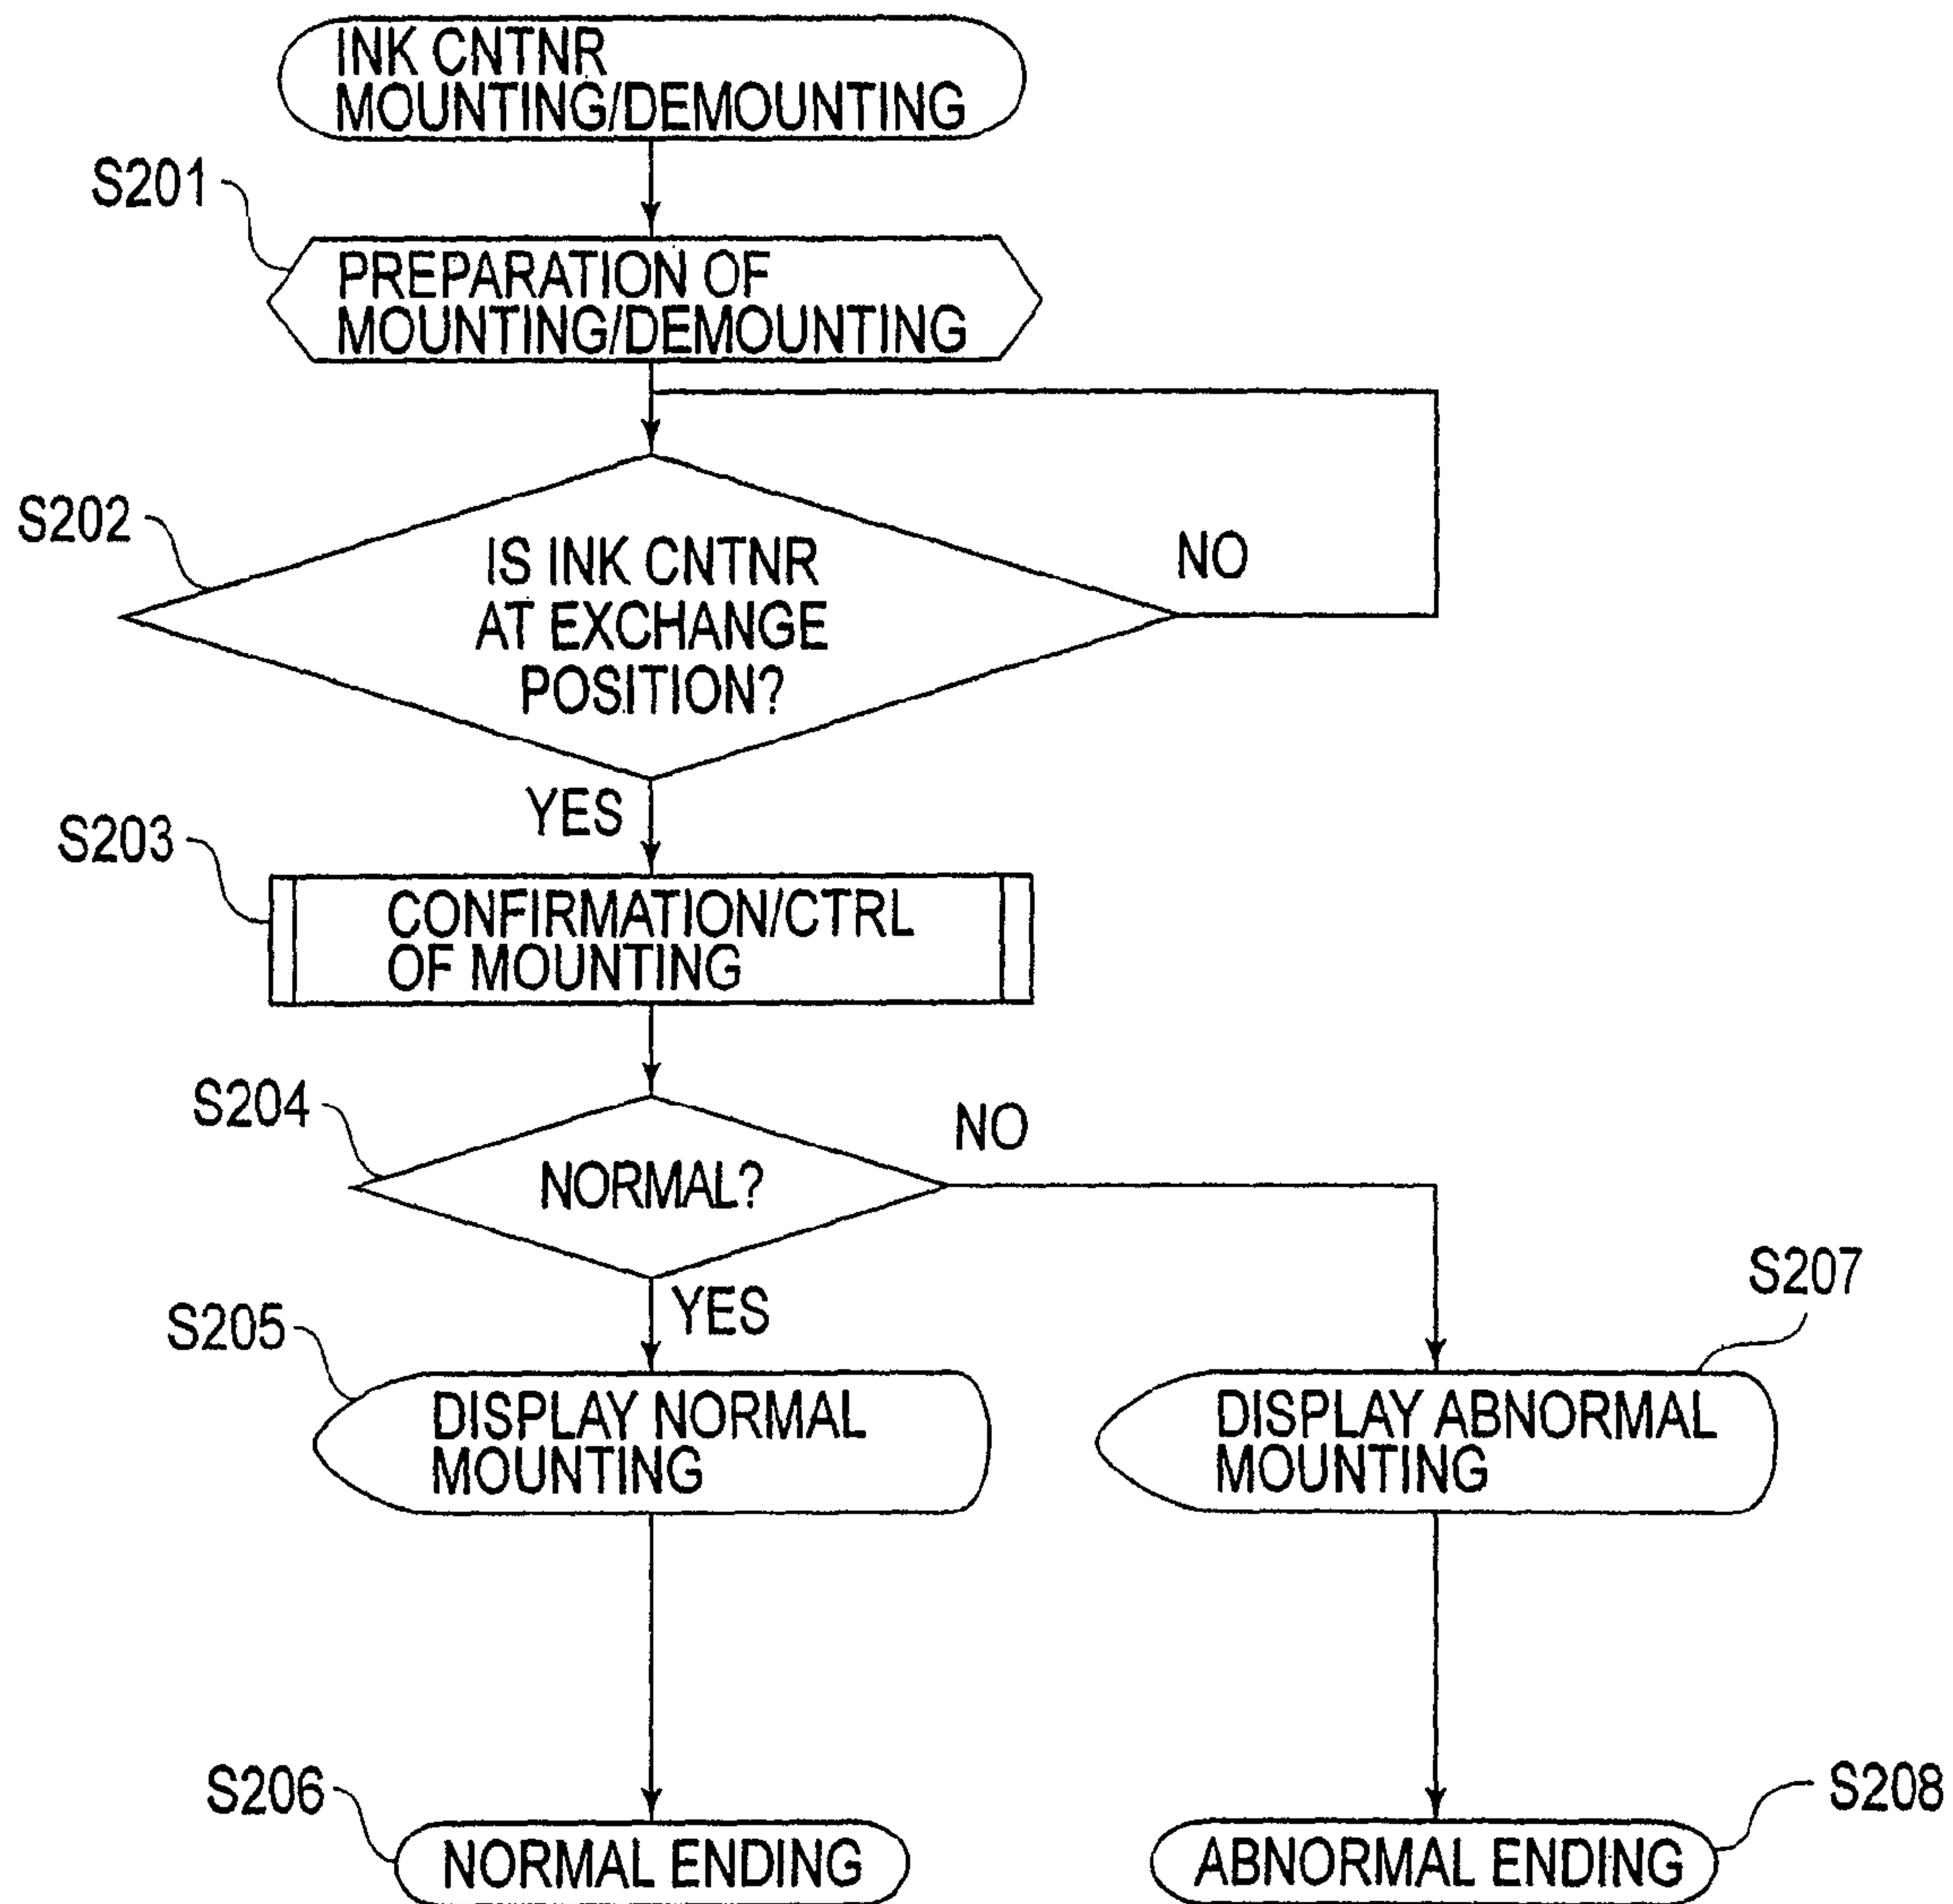 INK CNTNR
MOUNTING/DEMOUNTING
S201
PREPARATION OF
MOUNTING/DEMOUNTING
S202
IS INK CNTNR
AT EXCHANGE
POSITION?
NO
YES
S203
CONFIRMATION/CTRL
OF MOUNTING
S204
NORMAL?
NO
YES
S205
DISPLAY NORMAL
MOUNTING
S207
DISPLAY ABNORMAL
MOUNTING
S206
NORMAL ENDING
S208
ABNORMAL ENDING